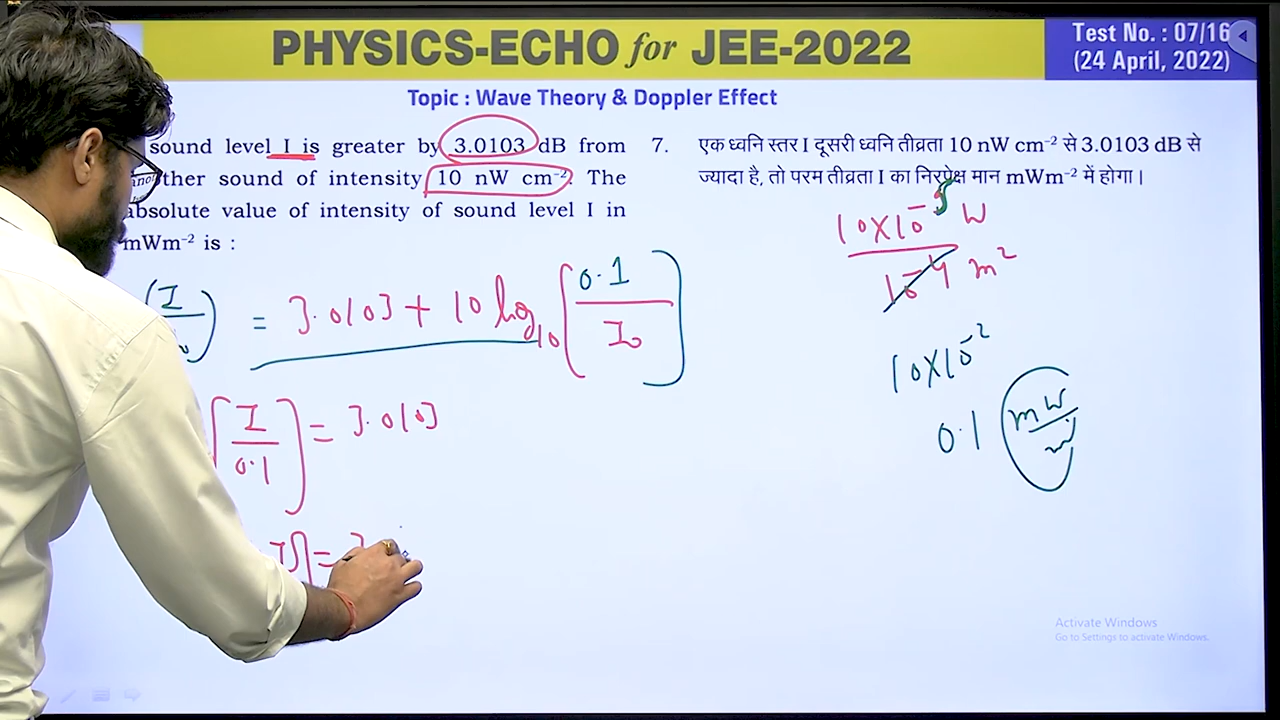 PHYSICS-ECHO for JEE-2022
Test No. : 07/16
(24 April, 2022)
Topic : Wave Theory & Doppler Effect
sound level I is greater by 3.0103 dB from
ther sound of intensity 10 nW cm⁻². The
absolute value of intensity of sound level I in
mWm⁻² is :
7. एक ध्वनि स्तर I दूसरी ध्वनि तीव्रता 10 nW cm⁻² से 3.0103 dB से
ज्यादा है, तो परम तीव्रता I का निरपेक्ष मान mWm⁻² में होगा।
= 3.0103 + 10 log₁₀ [0.1 / I₀]
[I / 0.1] = 3.0103
10×10⁻⁵ W
10⁻⁴ m²
10×10⁻²
0.1 mW
Activate Windows
Go to Settings to activate Windows.